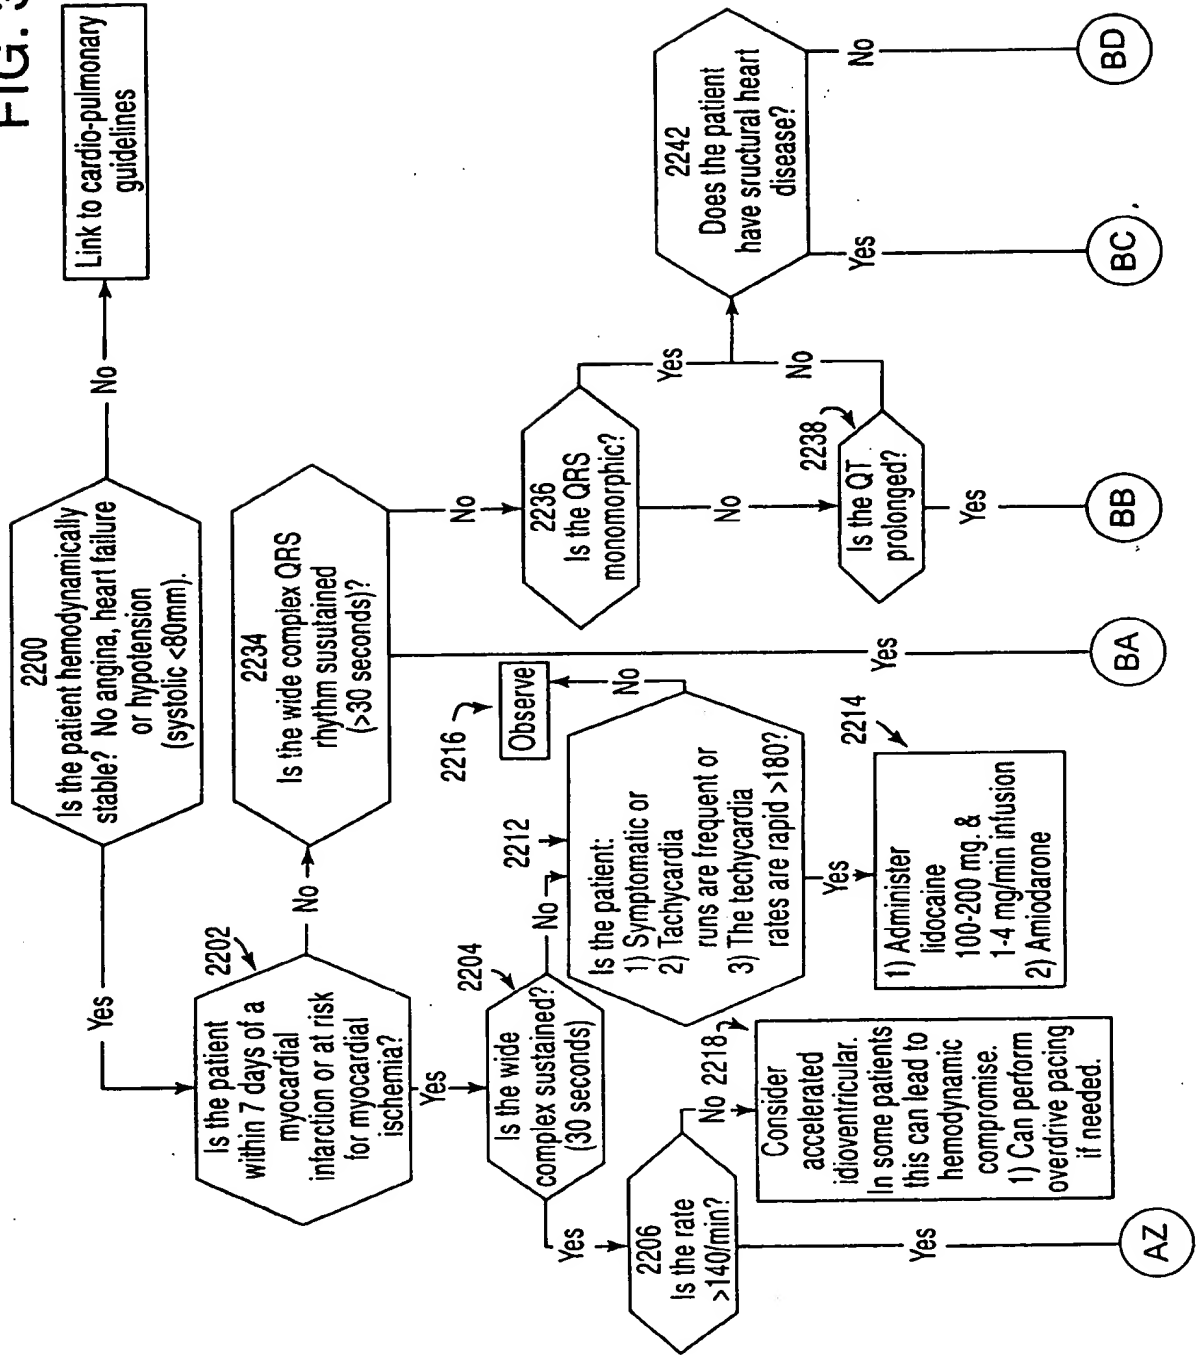 FIG. 3
Link to cardio-pulmonary
guidelines
No
2200
Is the patient hemodynamically
stable? No angina, heart failure
or hypotension
(systolic <80mm).
Yes
2202
Is the patient
within 7 days of a
myocardial
infarction or at risk
for myocardial
ischemia?
No
2234
Is the wide complex QRS
rhythm susutained
(>30 seconds)?
Yes
2204
Is the wide
complex sustained?
(30 seconds)
No
2212
Is the patient:
1) Symptomatic or
2) Tachycardia
runs are frequent or
3) The techycardia
rates are rapid >180?
No
2216
Observe
Yes
2214
1) Administer
lidocaine
100-200 mg. &
1-4 mg/min infusion
2) Amiodarone
Yes
2206
Is the rate
>140/min?
No
2218
Consider
accelerated
idioventricular.
In some patients
this can lead to
hemodynamic
compromise.
1) Can perform
overdrive pacing
if needed.
Yes
AZ
Yes
BA
No
2236
Is the QRS
monomorphic?
Yes
No
2238
Is the QT
prolonged?
No
Yes
BB
2242
Does the patient
have sructural heart
disease?
Yes
BC
No
BD